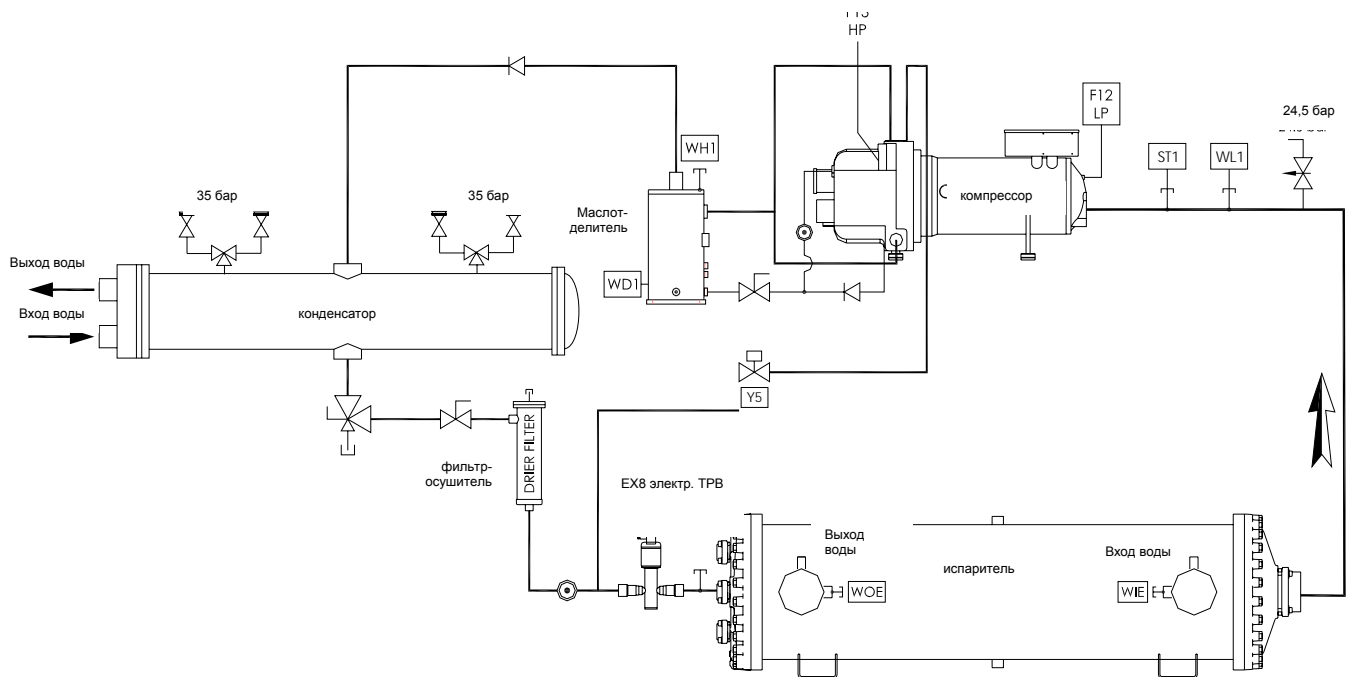 HP
F12
LP
24,5 бар
WH1
ST1
WL1
компрессор
35 бар
35 бар
Маслот-
делитель
Выход воды
WD1
Вход воды
конденсатор
Y5
DRIER FILTER
фильтр-
осушитель
EX8 электр. ТРВ
Выход
воды
Вход воды
испаритель
WOE
WIE